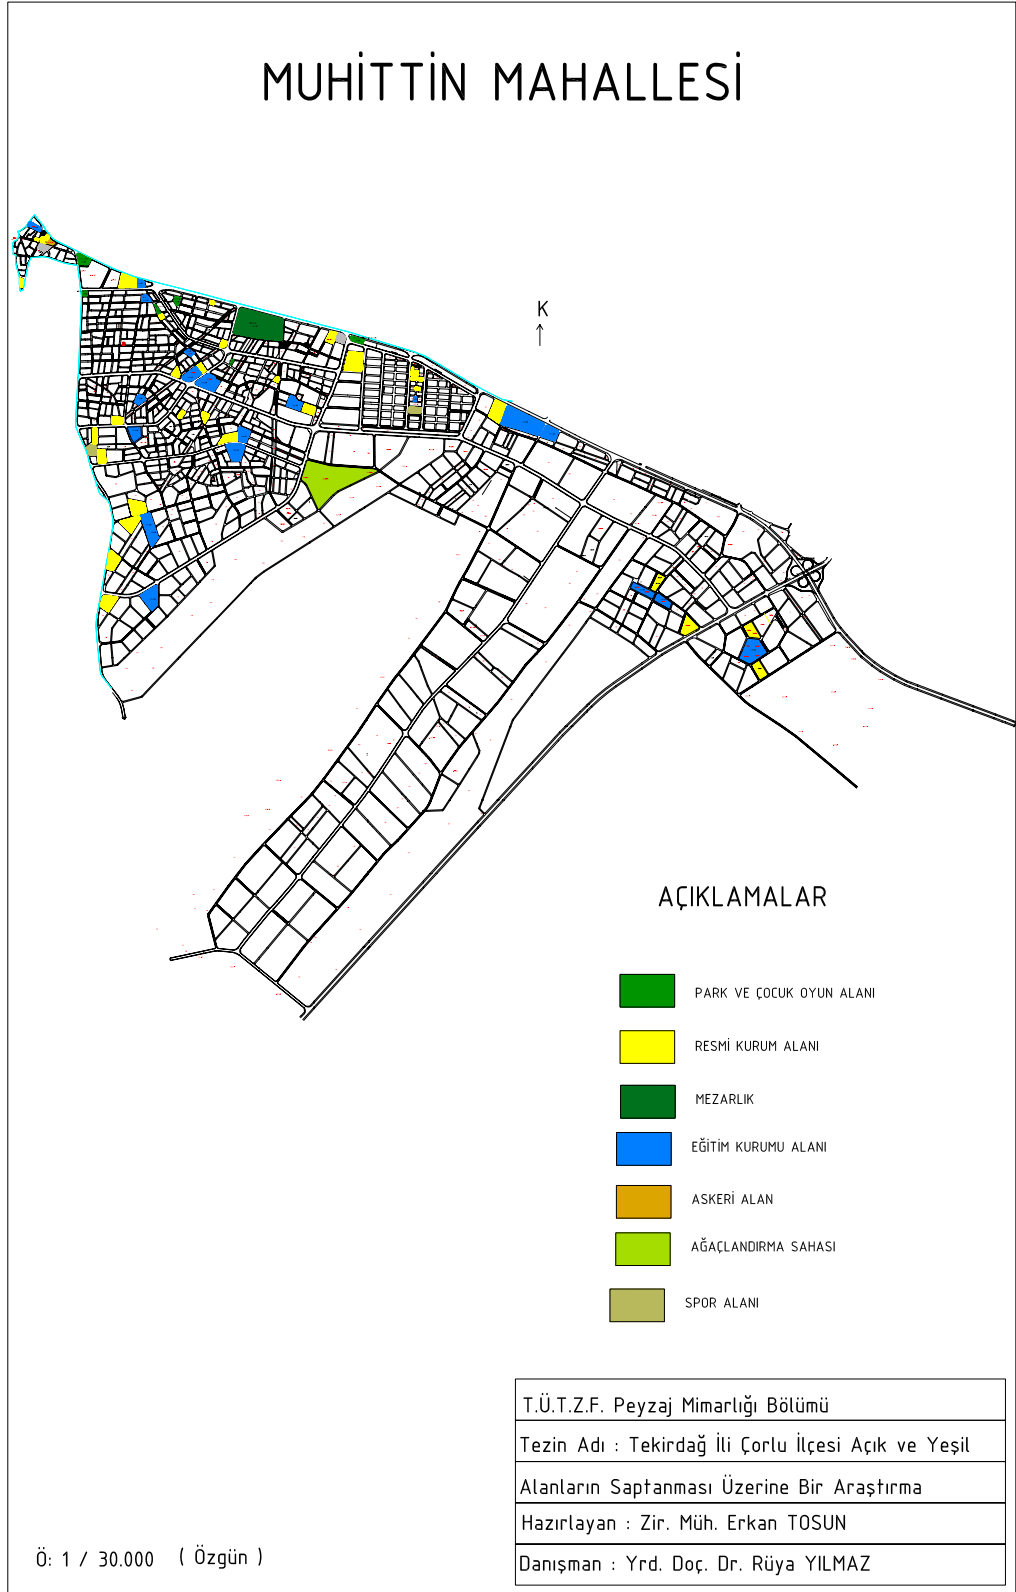 MUHİTTİN MAHALLESİ
K
AÇIKLAMALAR
PARK VE ÇOCUK OYUN ALANI
RESMİ KURUM ALANI
MEZARLIK
EĞİTİM KURUMU ALANI
ASKERİ ALAN
AĞAÇLANDIRMA SAHASI
SPOR ALANI
T.Ü.T.Z.F. Peyzaj Mimarlığı Bölümü
Tezin Adı : Tekirdağ İli Çorlu İlçesi Açık ve Yeşil
Alanların Saptanması Üzerine Bir Araştırma
Hazırlayan : Zir. Müh. Erkan TOSUN
Danışman : Yrd. Doç. Dr. Rüya YILMAZ
Ö: 1 / 30.000 ( Özgün )